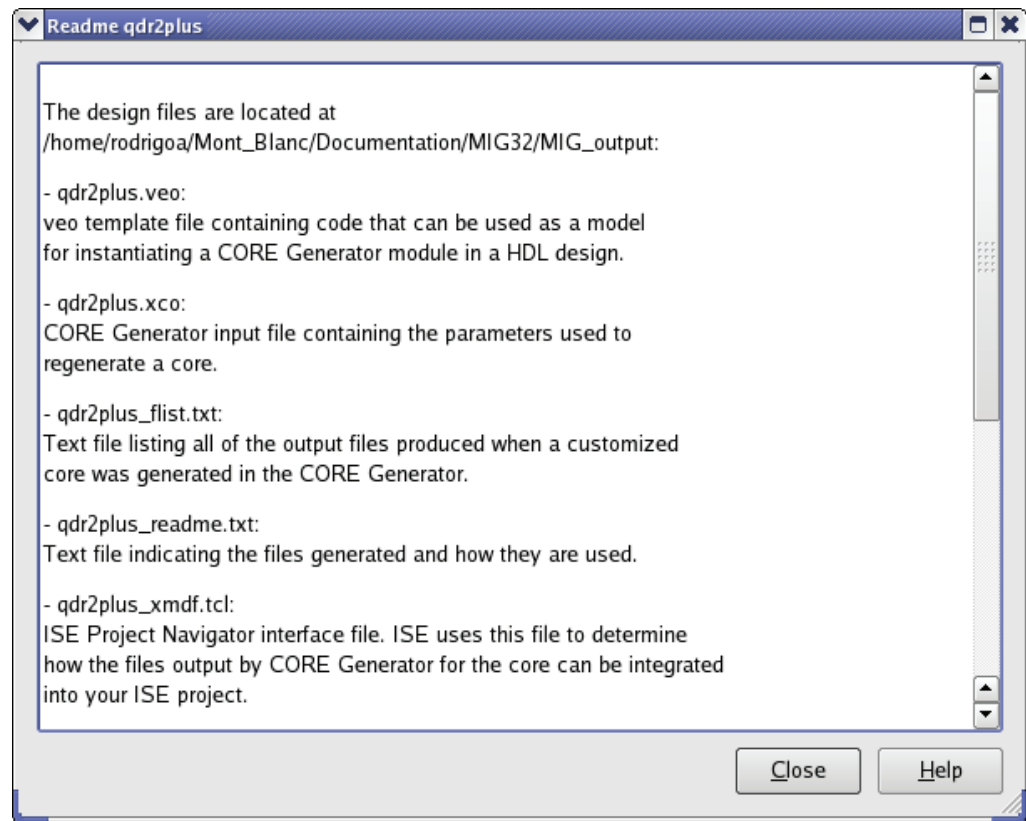 Readme qdr2plus
The design files are located at
/home/rodrigoa/Mont_Blanc/Documentation/MIG32/MIG_output:
- qdr2plus.veo:
veo template file containing code that can be used as a model
for instantiating a CORE Generator module in a HDL design.
- qdr2plus.xco:
CORE Generator input file containing the parameters used to
regenerate a core.
- qdr2plus_flist.txt:
Text file listing all of the output files produced when a customized
core was generated in the CORE Generator.
- qdr2plus_readme.txt:
Text file indicating the files generated and how they are used.
- qdr2plus_xmdf.tcl:
ISE Project Navigator interface file. ISE uses this file to determine
how the files output by CORE Generator for the core can be integrated
into your ISE project.
Close Help